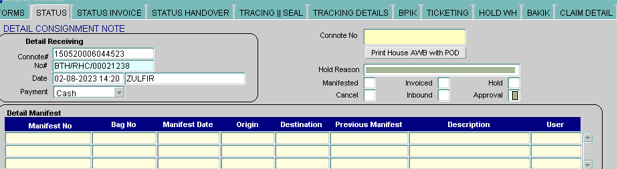 ORMS STATUS STATUS INVOICE STATUS HANDOVER TRACING || SEAL TRACKING DETAILS BPIK TICKETING HOLD WH BAKIK CLAIM DETAIL
DETAIL CONSIGNMENT NOTE
Detail Receiving
Connote# 150520006044523
No# BTH/RHC/00021238
Date 02-08-2023 14:20 ZULFIR
Payment Cash
Connote No
Print House AWB with POD
Hold Reason
Manifested Invoiced Hold
Cancel Inbound Approval
Detail Manifest
Manifest No Bag No Manifest Date Origin Destination Previous Manifest Description User